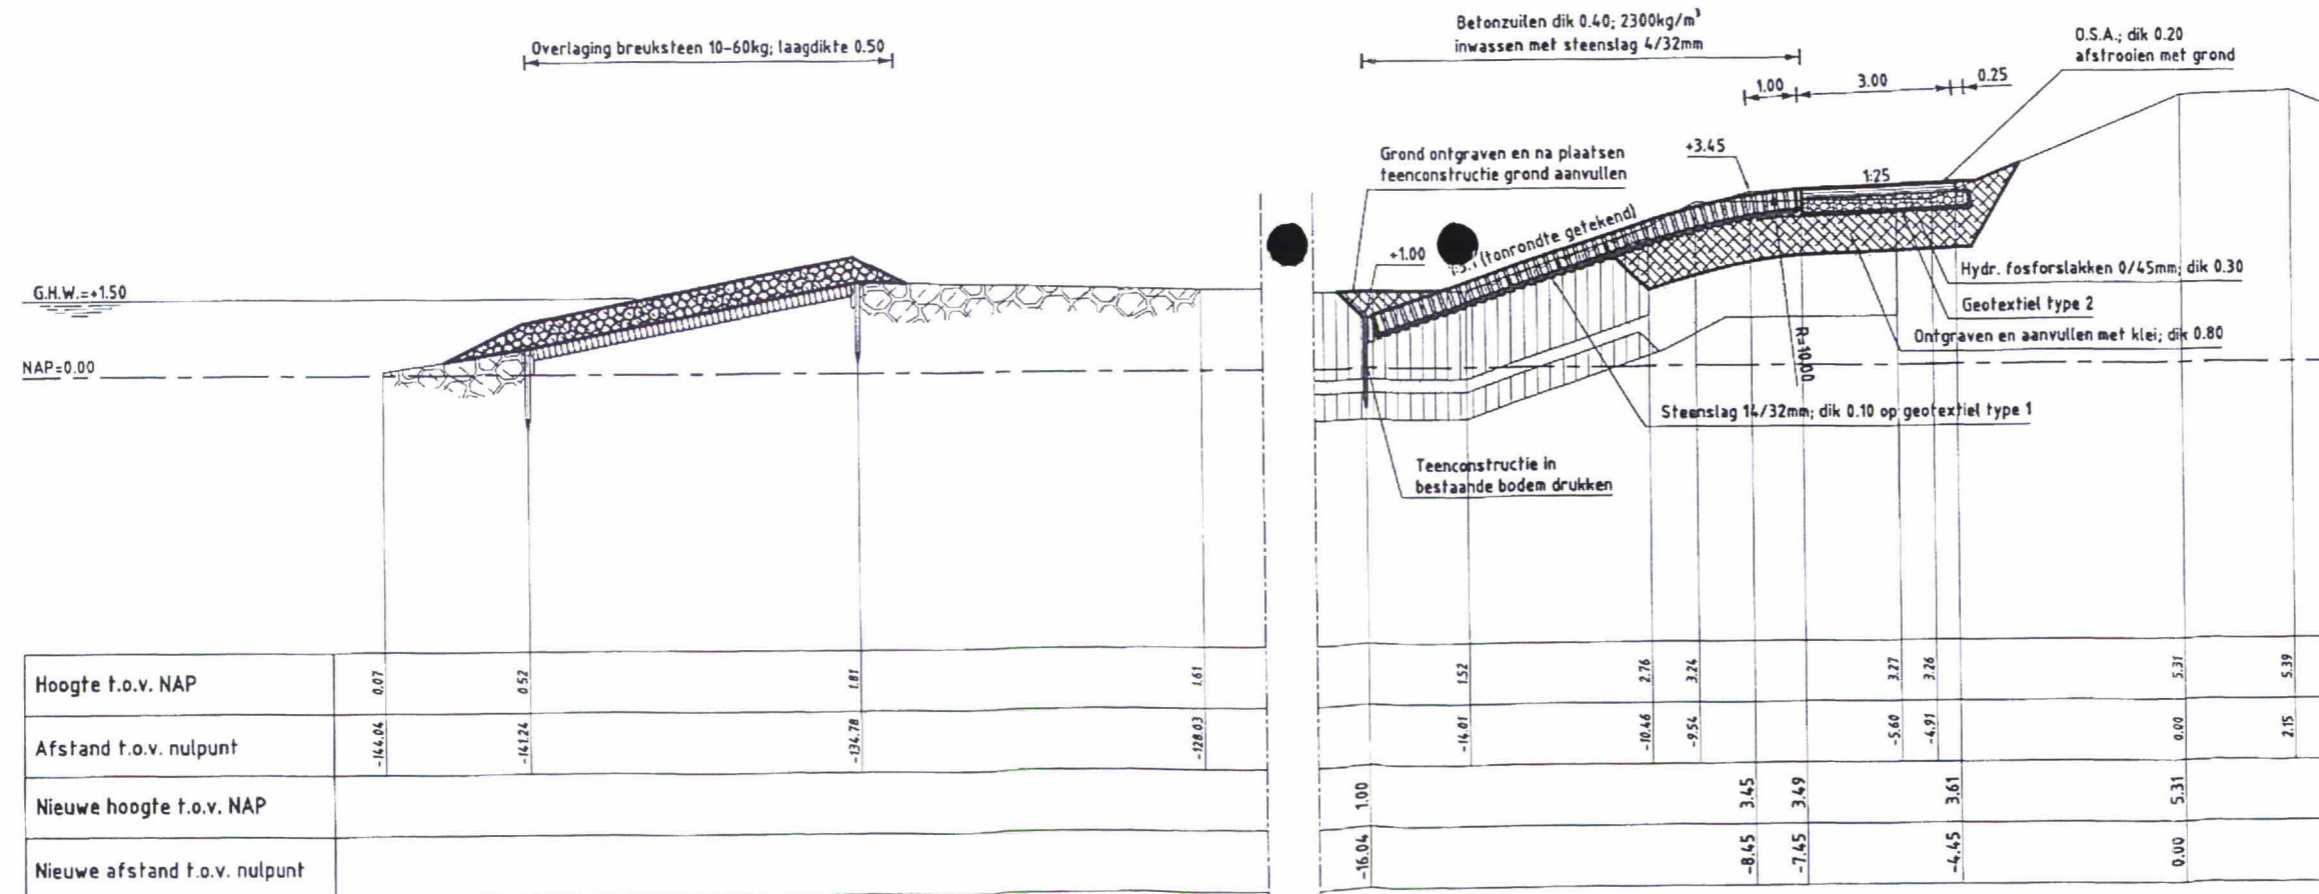 Overlaging breuksteen 10-60kg; laagdikte 0.50
Betonzuilen dik 0.40; 2300kg/m³
inwassen met steenslag 4/32mm
O.S.A.; dik 0.20
afstrooien met grond
1.00
3.00
0.25
Grond ontgraven en na plaatsen
teenconstructie grond aanvullen
+3.45
1:25
(tonrondte getekend)
+1.00
G.H.W.=+1.50
NAP=0.00
Hydr. fosforslakken 0/45mm; dik 0.30
Geotextiel type 2
Ontgraven en aanvullen met klei; dik 0.80
R=10.00
Steenslag 14/32mm; dik 0.10 op geotextiel type 1
Teenconstructie in
bestaande bodem drukken
Hoogte t.o.v. NAP 0.07 0.52 1.81 1.61 1.52 2.76 3.24 3.27 3.26 5.31 5.39
Afstand t.o.v. nulpunt -144.04 -141.24 -134.78 -128.03 -14.01 -10.46 -9.54 -5.60 -4.91 0.00 2.15
Nieuwe hoogte t.o.v. NAP 1.00 3.45 3.49 3.61 5.31
Nieuwe afstand t.o.v. nulpunt -16.04 -8.45 -7.45 -4.45 0.00